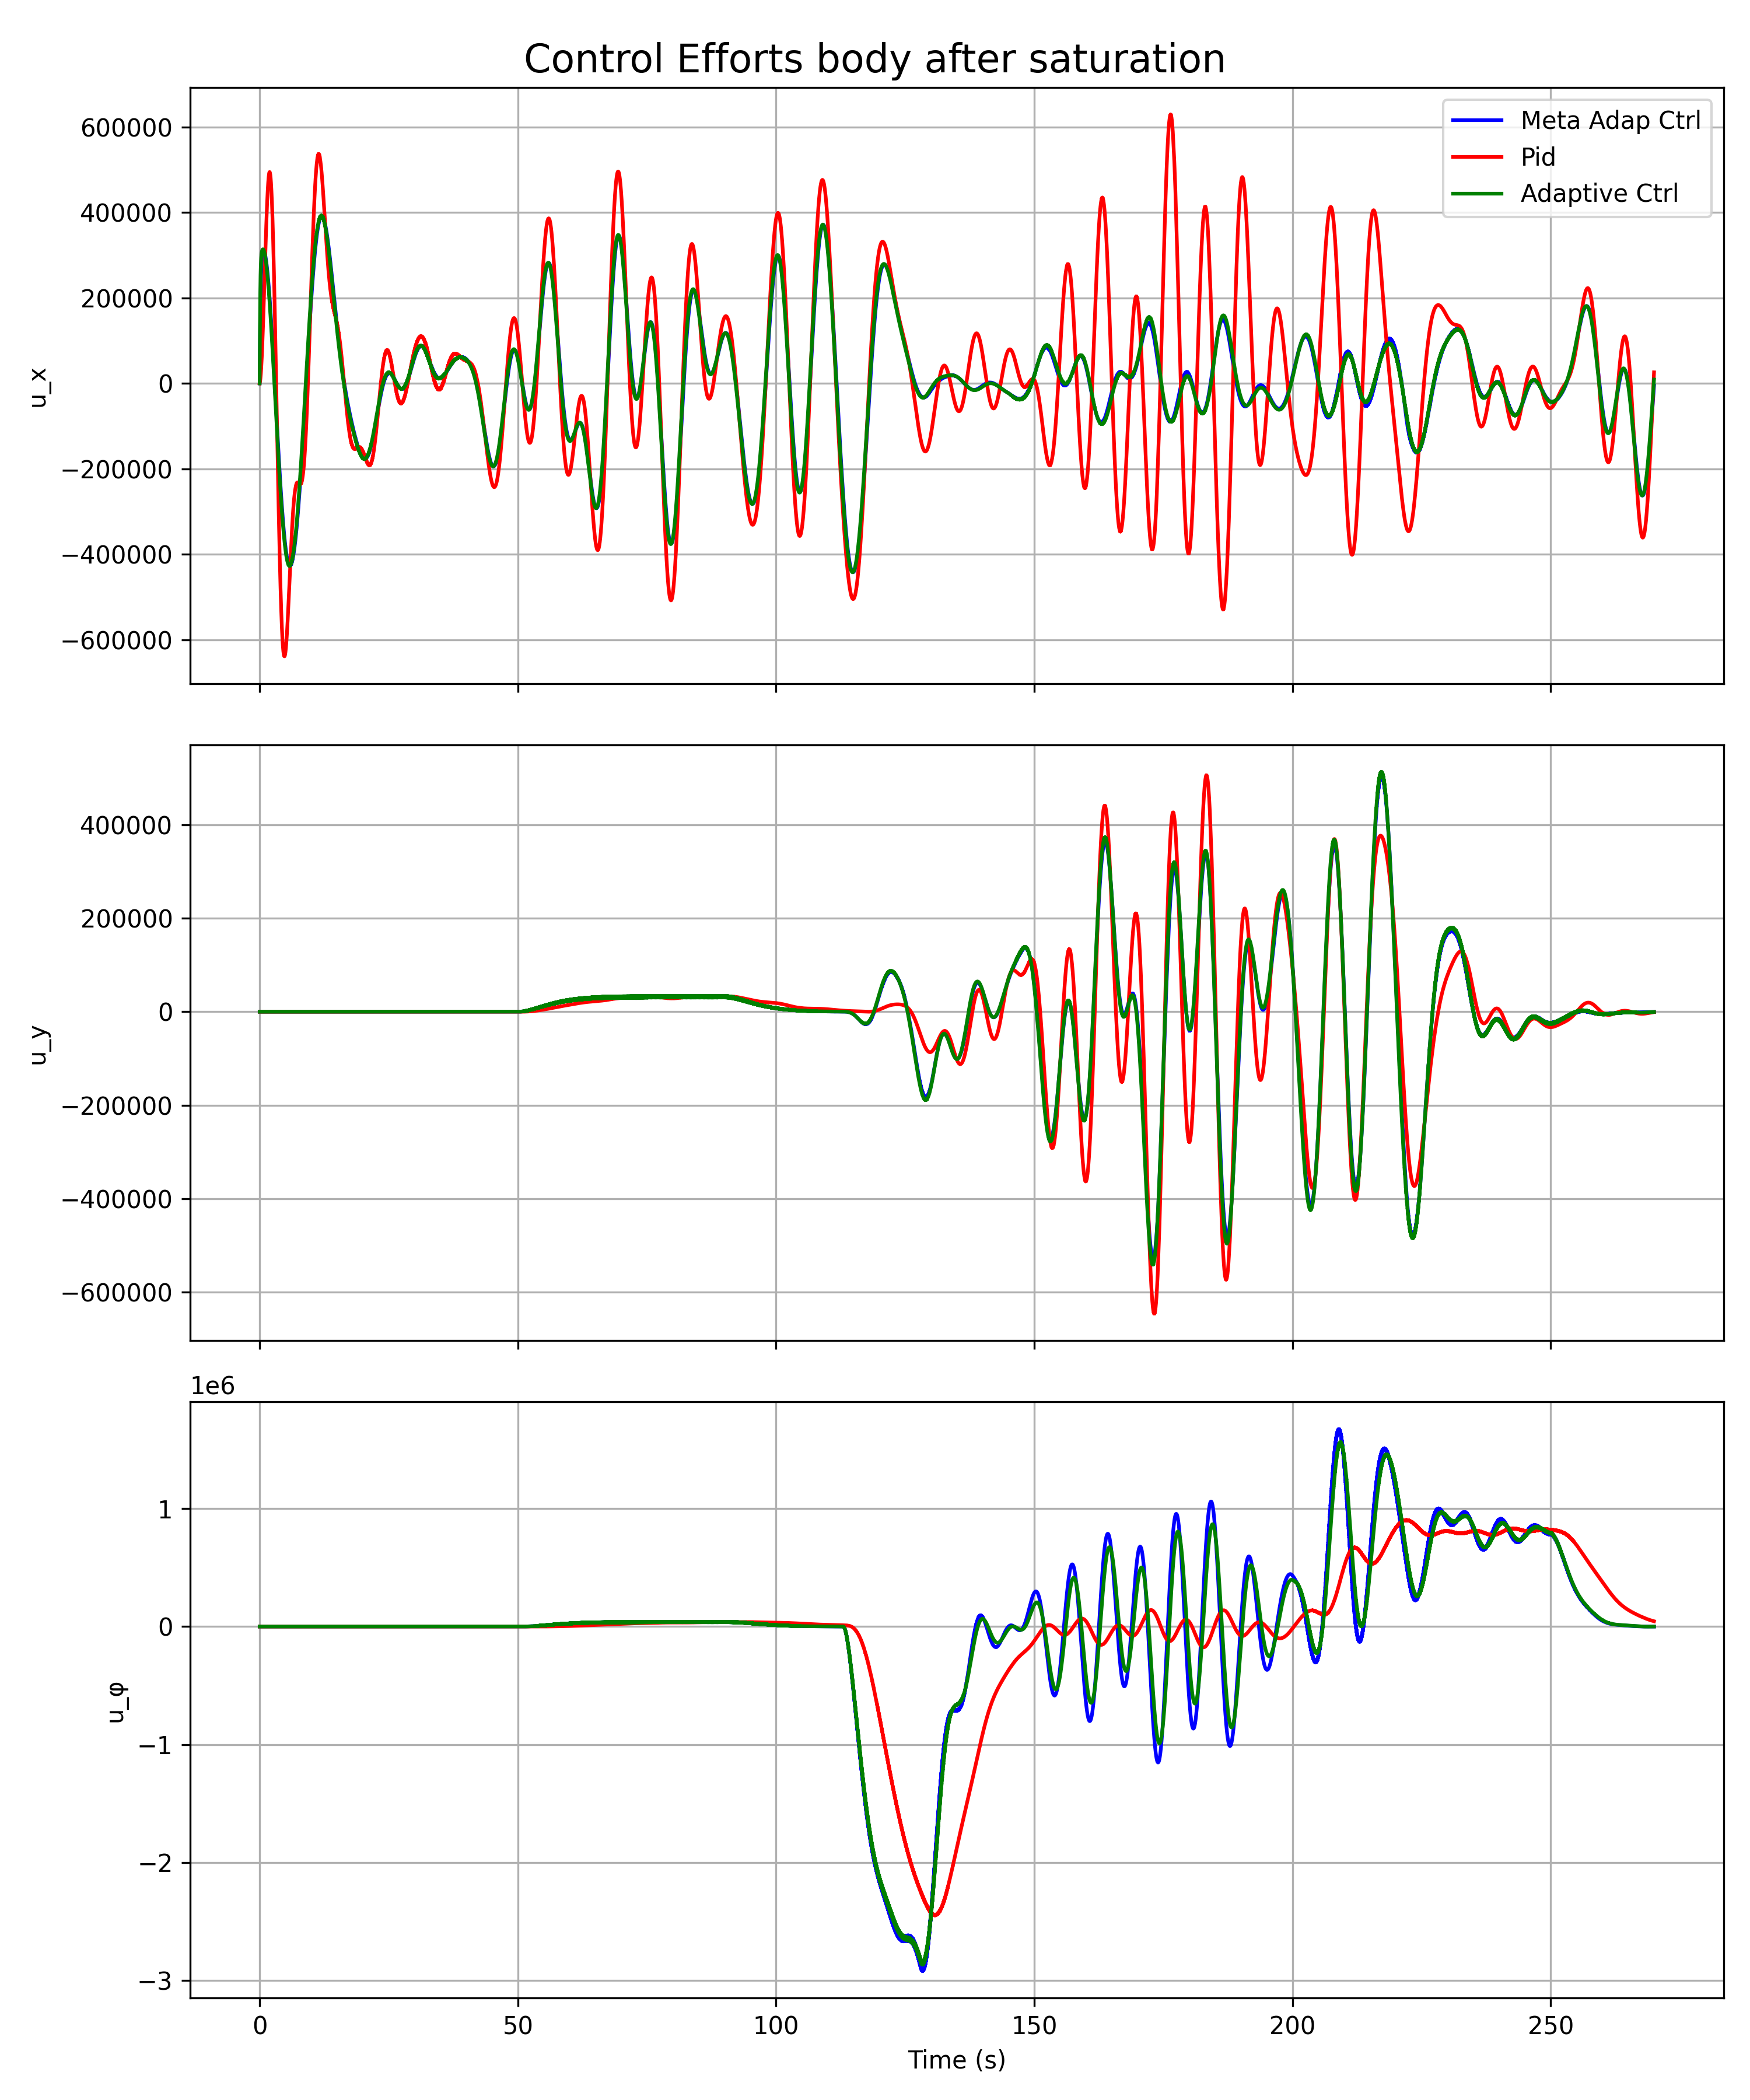 Control Efforts body after saturation
Meta Adap Ctrl
Pid
Adaptive Ctrl
600000
400000
200000
0
−200000
−400000
−600000
u_x
400000
200000
0
−200000
−400000
−600000
u_y
1e6
1
0
−1
−2
−3
u_φ
0 50 100 150 200 250
Time (s)